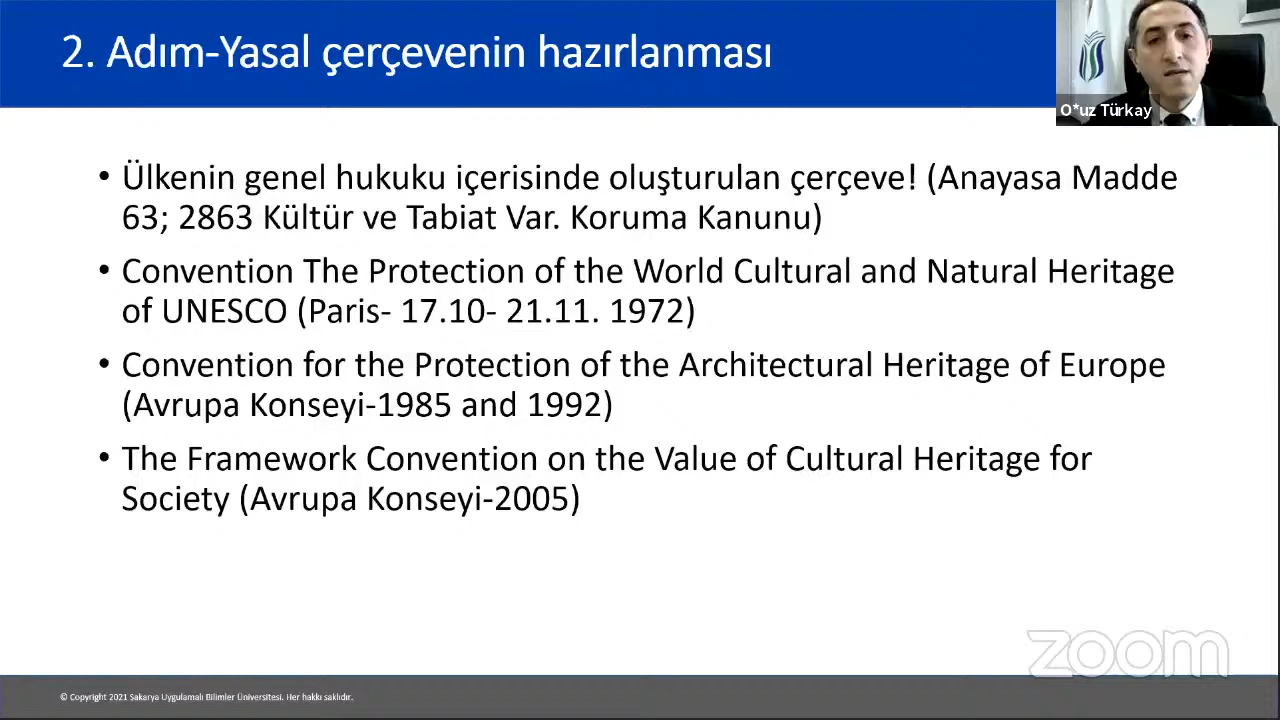 2. Adım-Yasal çerçevenin hazırlanması
O*uz Türkay
• Ülkenin genel hukuku içerisinde oluşturulan çerçeve! (Anayasa Madde
63; 2863 Kültür ve Tabiat Var. Koruma Kanunu)
• Convention The Protection of the World Cultural and Natural Heritage
of UNESCO (Paris- 17.10- 21.11. 1972)
• Convention for the Protection of the Architectural Heritage of Europe
(Avrupa Konseyi-1985 and 1992)
• The Framework Convention on the Value of Cultural Heritage for
Society (Avrupa Konseyi-2005)
zoom
© Copyright 2021 Sakarya Uygulamalı Bilimler Üniversitesi. Her hakkı saklıdır.